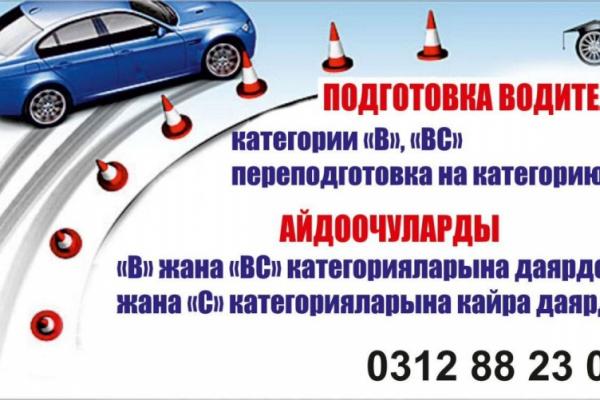 ПОДГОТОВКА ВОДИТЕ
категории «В», «ВС»
переподготовка на категорию
АЙДООЧУЛАРДЫ
«В» жана «ВС» категорияларына даярдо
жана «С» категорияларына кайра даярд
0312 88 23 0